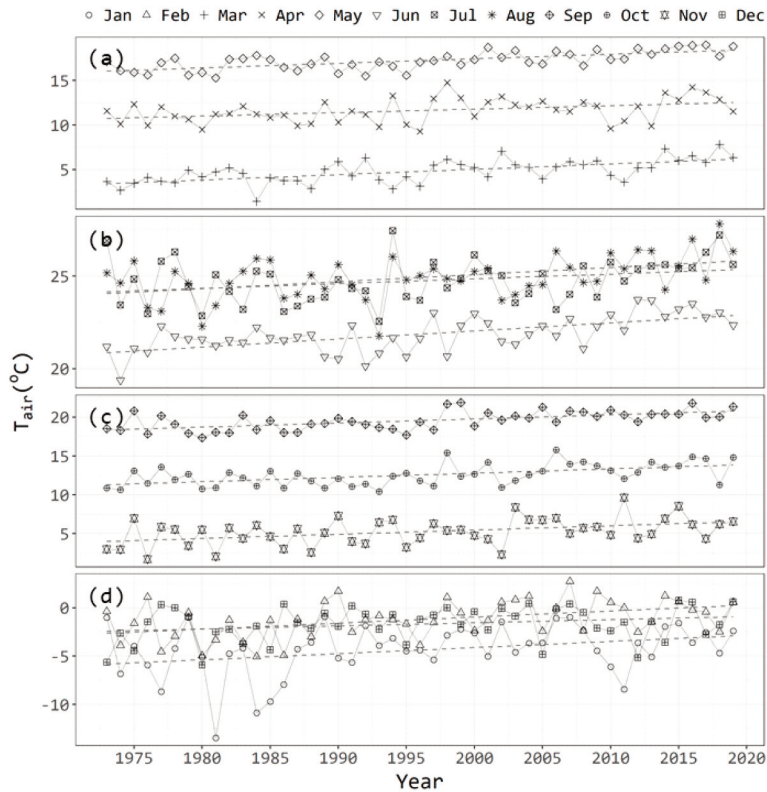 Jan Feb Mar Apr May Jun Jul Aug Sep Oct Nov Dec
(a)
15
10
5
(b)
25
20
(c)
20
15
10
5
(d)
0
-5
-10
Tair(°C)
1975 1980 1985 1990 1995 2000 2005 2010 2015 2020
Year